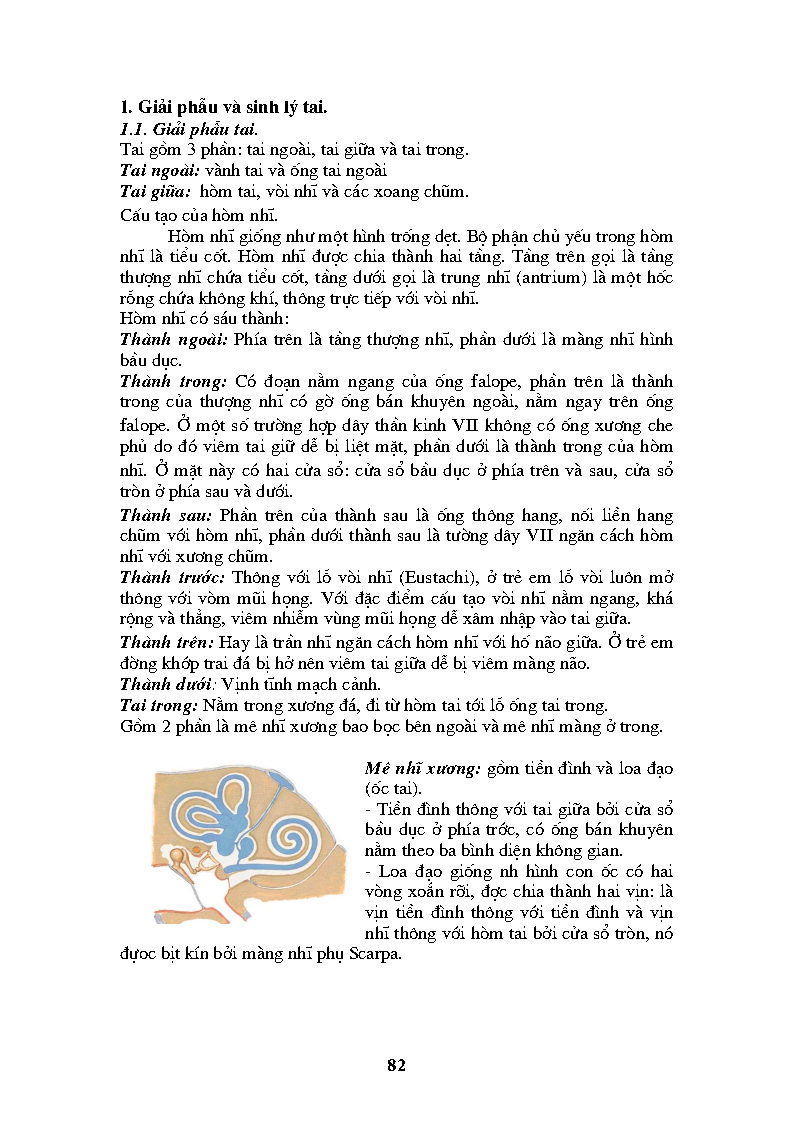 1. Giải phẫu và sinh lý tai.
1.1. Giải phẫu tai.
Tai gồm 3 phần: tai ngoài, tai giữa và tai trong.
Tai ngoài: vành tai và ống tai ngoài
Tai giữa: hòm tai, vòi nhĩ và các xoang chũm.
Cấu tạo của hòm nhĩ.
Hòm nhĩ giống như một hình trống dẹt. Bộ phận chủ yếu trong hòm
nhĩ là tiểu cốt. Hòm nhĩ được chia thành hai tầng. Tầng trên gọi là tầng
thượng nhĩ chứa tiểu cốt, tầng dưới gọi là trung nhĩ (antrium) là một hốc
rỗng chứa không khí, thông trực tiếp với vòi nhĩ.
Hòm nhĩ có sáu thành:
Thành ngoài: Phía trên là tầng thượng nhĩ, phần dưới là màng nhĩ hình
bầu dục.
Thành trong: Có đoạn nằm ngang của ống falope, phần trên là thành
trong của thượng nhĩ có gờ ống bán khuyên ngoài, nằm ngay trên ống
falope. Ở một số trường hợp dây thần kinh VII không có ống xương che
phủ do đó viêm tai giữ dễ bị liệt mặt, phần dưới là thành trong của hòm
nhĩ. Ở mặt này có hai cửa sổ: cửa sổ bầu dục ở phía trên và sau, cửa sổ
tròn ở phía sau và dưới.
Thành sau: Phần trên của thành sau là ống thông hang, nối liền hang
chũm với hòm nhĩ, phần dưới thành sau là tường dây VII ngăn cách hòm
nhĩ với xương chũm.
Thành trước: Thông với lỗ vòi nhĩ (Eustachi), ở trẻ em lỗ vòi luôn mở
thông với vòm mũi họng. Với đặc điểm cấu tạo vòi nhĩ nằm ngang, khá
rộng và thẳng, viêm nhiễm vùng mũi họng dễ xâm nhập vào tai giữa.
Thành trên: Hay là trần nhĩ ngăn cách hòm nhĩ với hố não giữa. Ở trẻ em
đờng khớp trai đá bị hở nên viêm tai giữa dễ bị viêm màng não.
Thành dưới: Vịnh tĩnh mạch cảnh.
Tai trong: Nằm trong xương đá, đi từ hòm tai tới lỗ ống tai trong.
Gồm 2 phần là mê nhĩ xương bao bọc bên ngoài và mê nhĩ màng ở trong.
Mê nhĩ xương: gồm tiền đình và loa đạo
(ốc tai).
- Tiền đình thông với tai giữa bởi cửa sổ
bầu dục ở phía trớc, có ống bán khuyên
nằm theo ba bình diện không gian.
- Loa đạo giống nh hình con ốc có hai
vòng xoắn rỡi, đợc chia thành hai vịn: là
vịn tiền đình thông với tiền đình và vịn
nhĩ thông với hòm tai bởi cửa sổ tròn, nó
đựoc bịt kín bởi màng nhĩ phụ Scarpa.
82